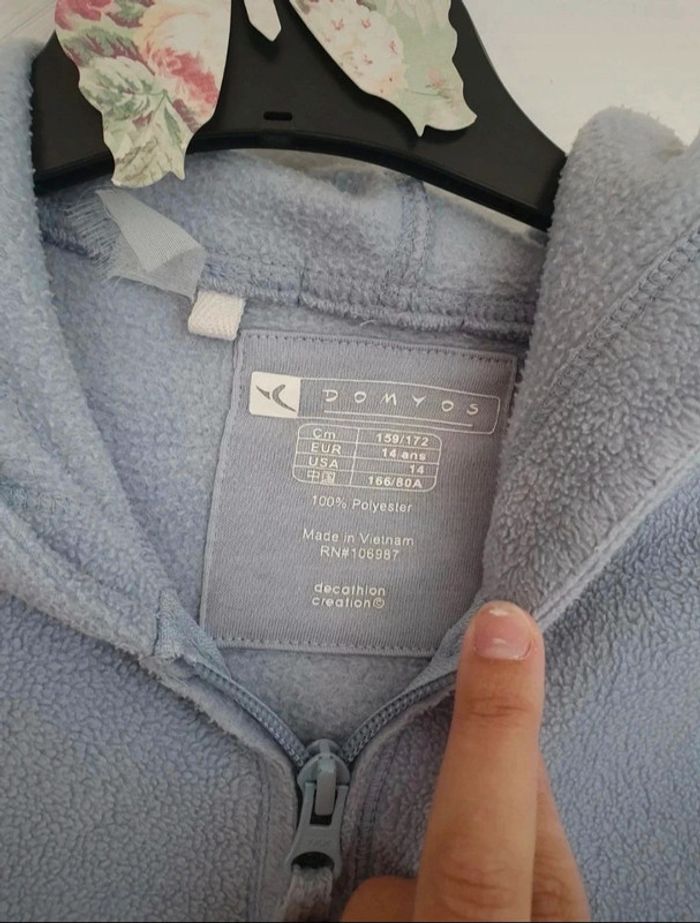 DOMYOS
Cm 159/172
EUR 14 ans
USA 14
中国 166/80A
100% Polyester
Made in Vietnam
RN#106987
decathlon
creation©